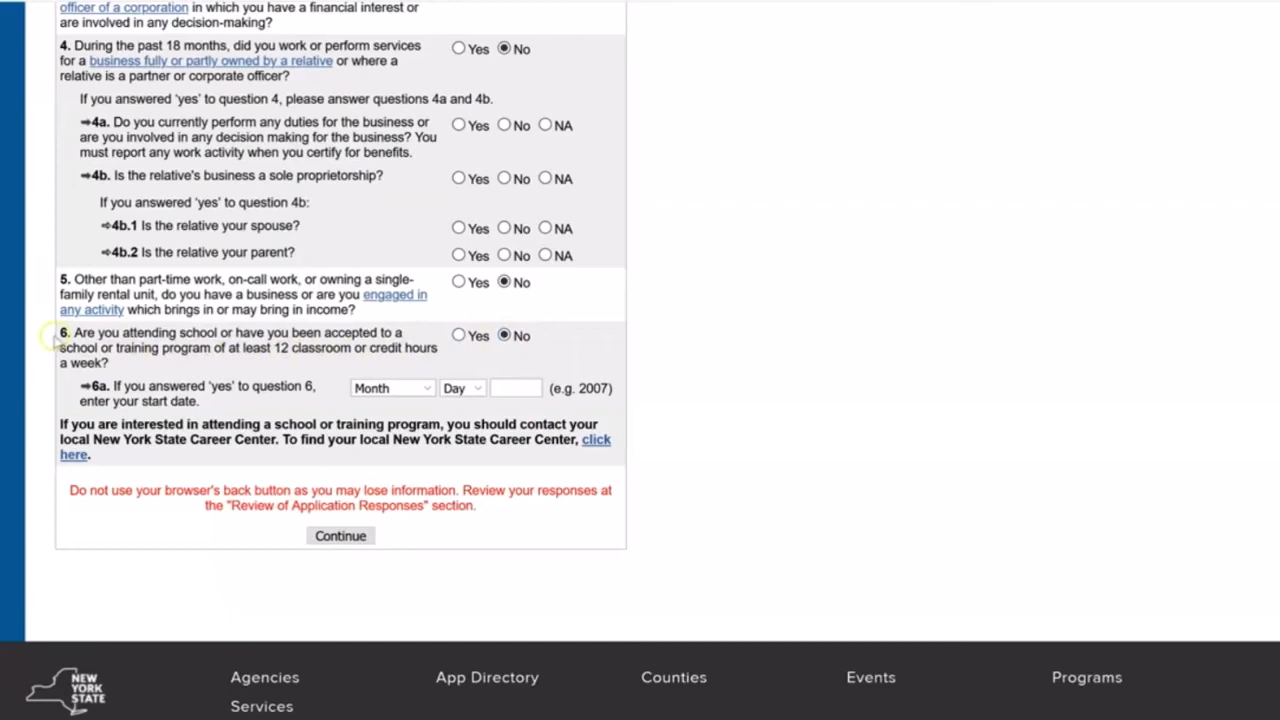 officer of a corporation in which you have a financial interest or
are involved in any decision-making?
4. During the past 18 months, did you work or perform services Yes No
for a business fully or partly owned by a relative or where a
relative is a partner or corporate officer?
If you answered 'yes' to question 4, please answer questions 4a and 4b.
➞4a. Do you currently perform any duties for the business or Yes No NA
are you involved in any decision making for the business? You
must report any work activity when you certify for benefits.
➞4b. Is the relative's business a sole proprietorship? Yes No NA
If you answered 'yes' to question 4b:
⇨4b.1 Is the relative your spouse? Yes No NA
⇨4b.2 Is the relative your parent? Yes No NA
5. Other than part-time work, on-call work, or owning a single- Yes No
family rental unit, do you have a business or are you engaged in
any activity which brings in or may bring in income?
6. Are you attending school or have you been accepted to a Yes No
school or training program of at least 12 classroom or credit hours
a week?
➞6a. If you answered 'yes' to question 6, Month Day (e.g. 2007)
enter your start date.
If you are interested in attending a school or training program, you should contact your
local New York State Career Center. To find your local New York State Career Center, click
here.
Do not use your browser's back button as you may lose information. Review your responses at
the "Review of Application Responses" section.
Continue
NEW
YORK
STATE
Agencies App Directory Counties Events Programs
Services